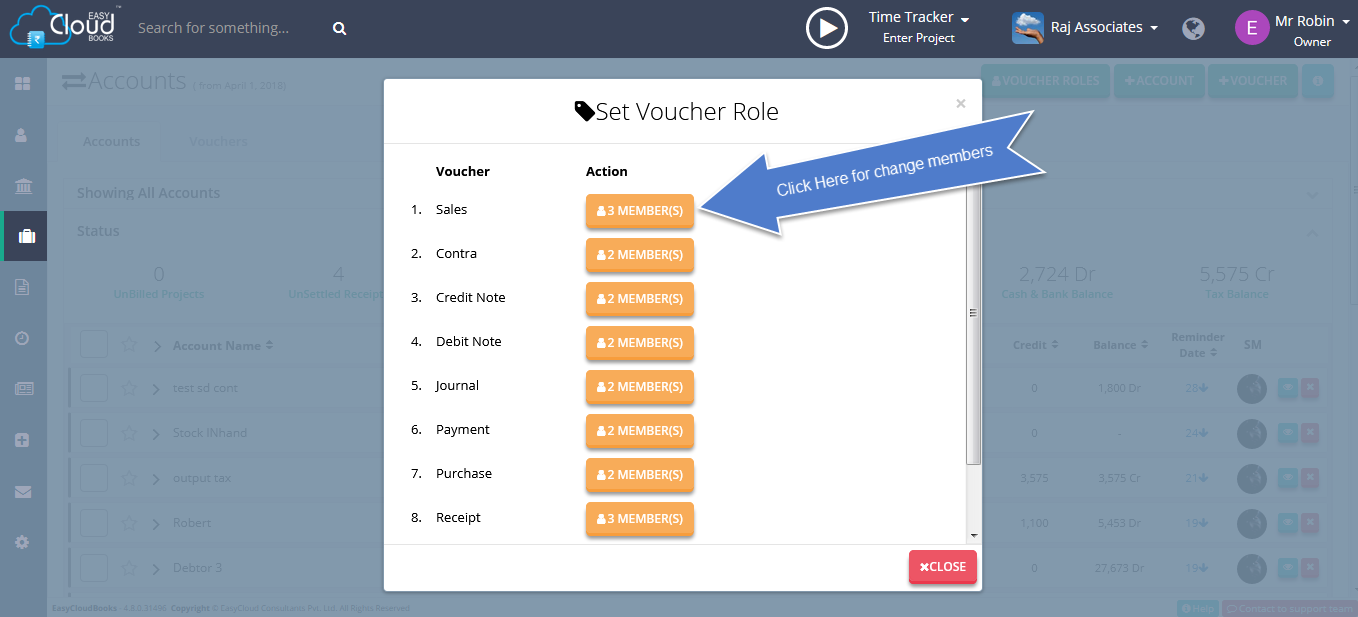 EASY
Cloud
BOOKS
™
Search for something...
Time Tracker
Enter Project
Raj Associates
E
Mr Robin
Owner
Accounts ( from April 1, 2018)
VOUCHER ROLES
+ACCOUNT
+VOUCHER
Accounts
Vouchers
Showing All Accounts
Status
0
UnBilled Projects
4
UnSettled Receipt
2,724 Dr
Cash & Bank Balance
5,575 Cr
Tax Balance
Account Name
Credit
Balance
Reminder
Date
SM
test sd cont
0
1,800 Dr
28
Stock INhand
0
-
24
output tax
3,575
3,575 Cr
21
Robert
1,100
5,453 Dr
19
Debtor 3
0
27,673 Dr
19
Set Voucher Role
×
Voucher
Action
Click Here for change members
1. Sales
3 MEMBER(S)
2. Contra
2 MEMBER(S)
3. Credit Note
2 MEMBER(S)
4. Debit Note
2 MEMBER(S)
5. Journal
2 MEMBER(S)
6. Payment
2 MEMBER(S)
7. Purchase
2 MEMBER(S)
8. Receipt
3 MEMBER(S)
CLOSE
Copyright © EasyCloud Consultants Pvt. Ltd. All Rights Reserved
Help
Contact to support team